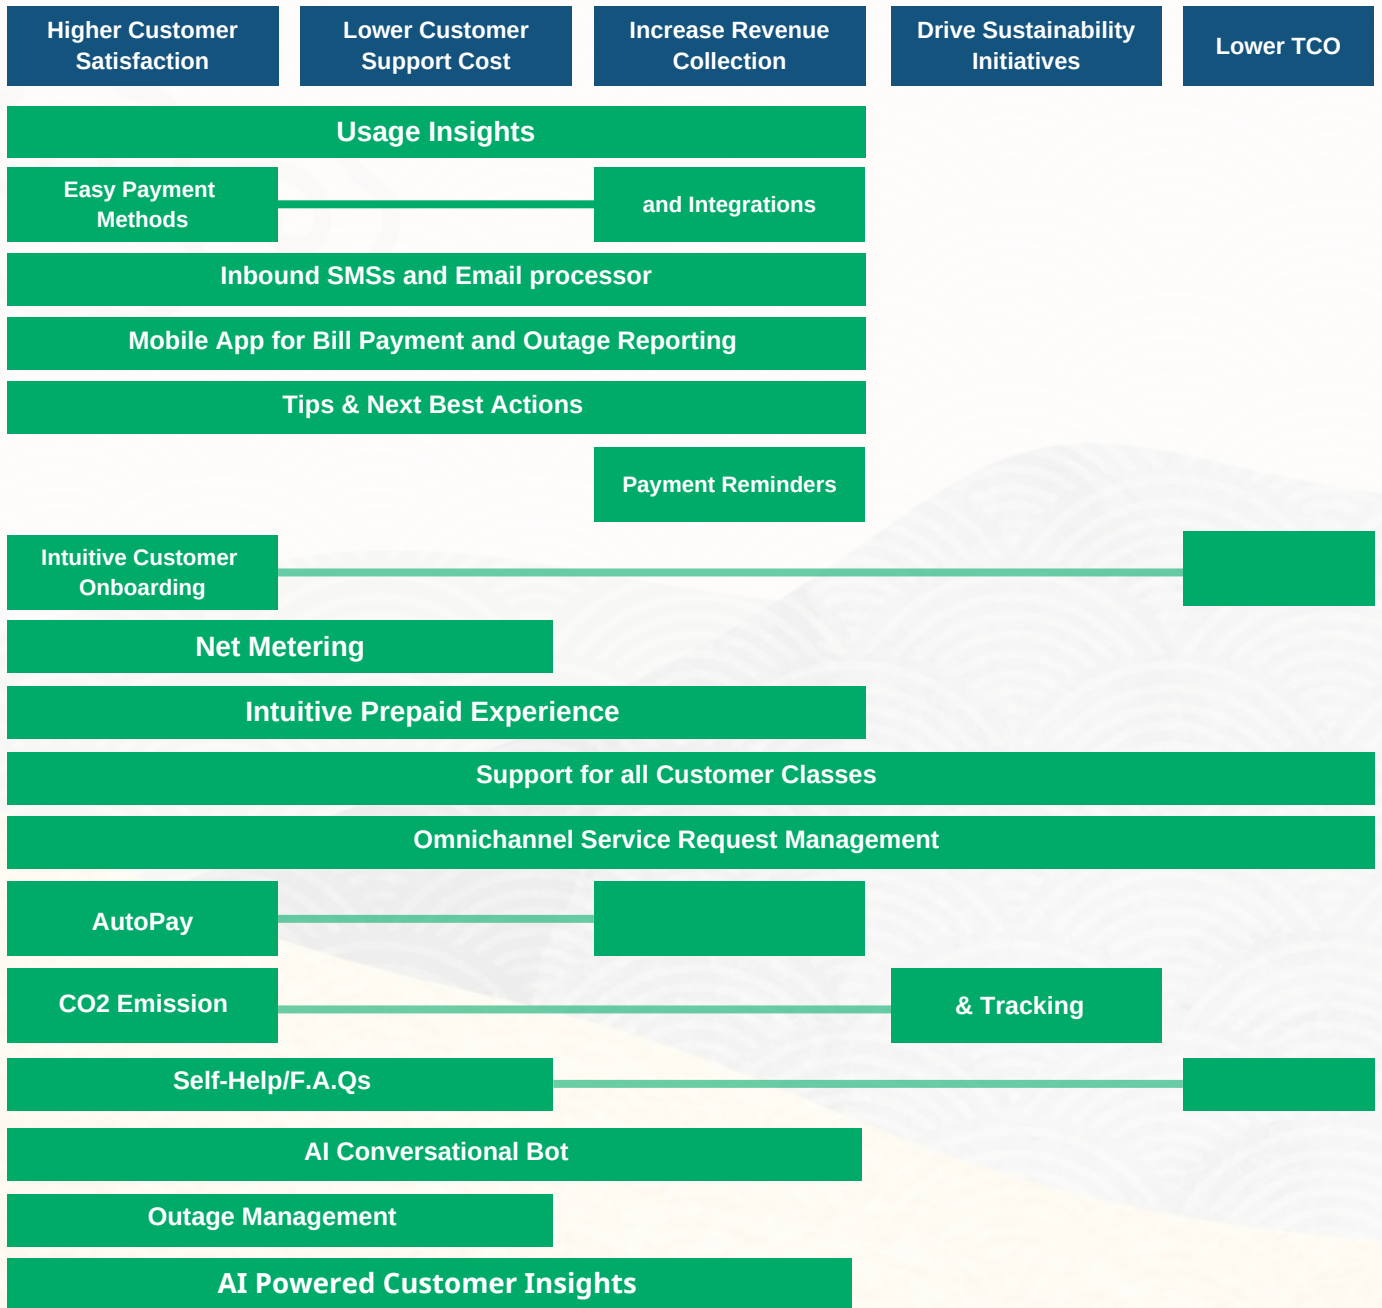 Higher Customer
Satisfaction
Lower Customer
Support Cost
Increase Revenue
Collection
Drive Sustainability
Initiatives
Lower TCO
Usage Insights
Easy Payment
Methods
and Integrations
Inbound SMSs and Email processor
Mobile App for Bill Payment and Outage Reporting
Tips & Next Best Actions
Payment Reminders
Intuitive Customer
Onboarding
Net Metering
Intuitive Prepaid Experience
Support for all Customer Classes
Omnichannel Service Request Management
AutoPay
CO2 Emission
& Tracking
Self-Help/F.A.Qs
AI Conversational Bot
Outage Management
AI Powered Customer Insights